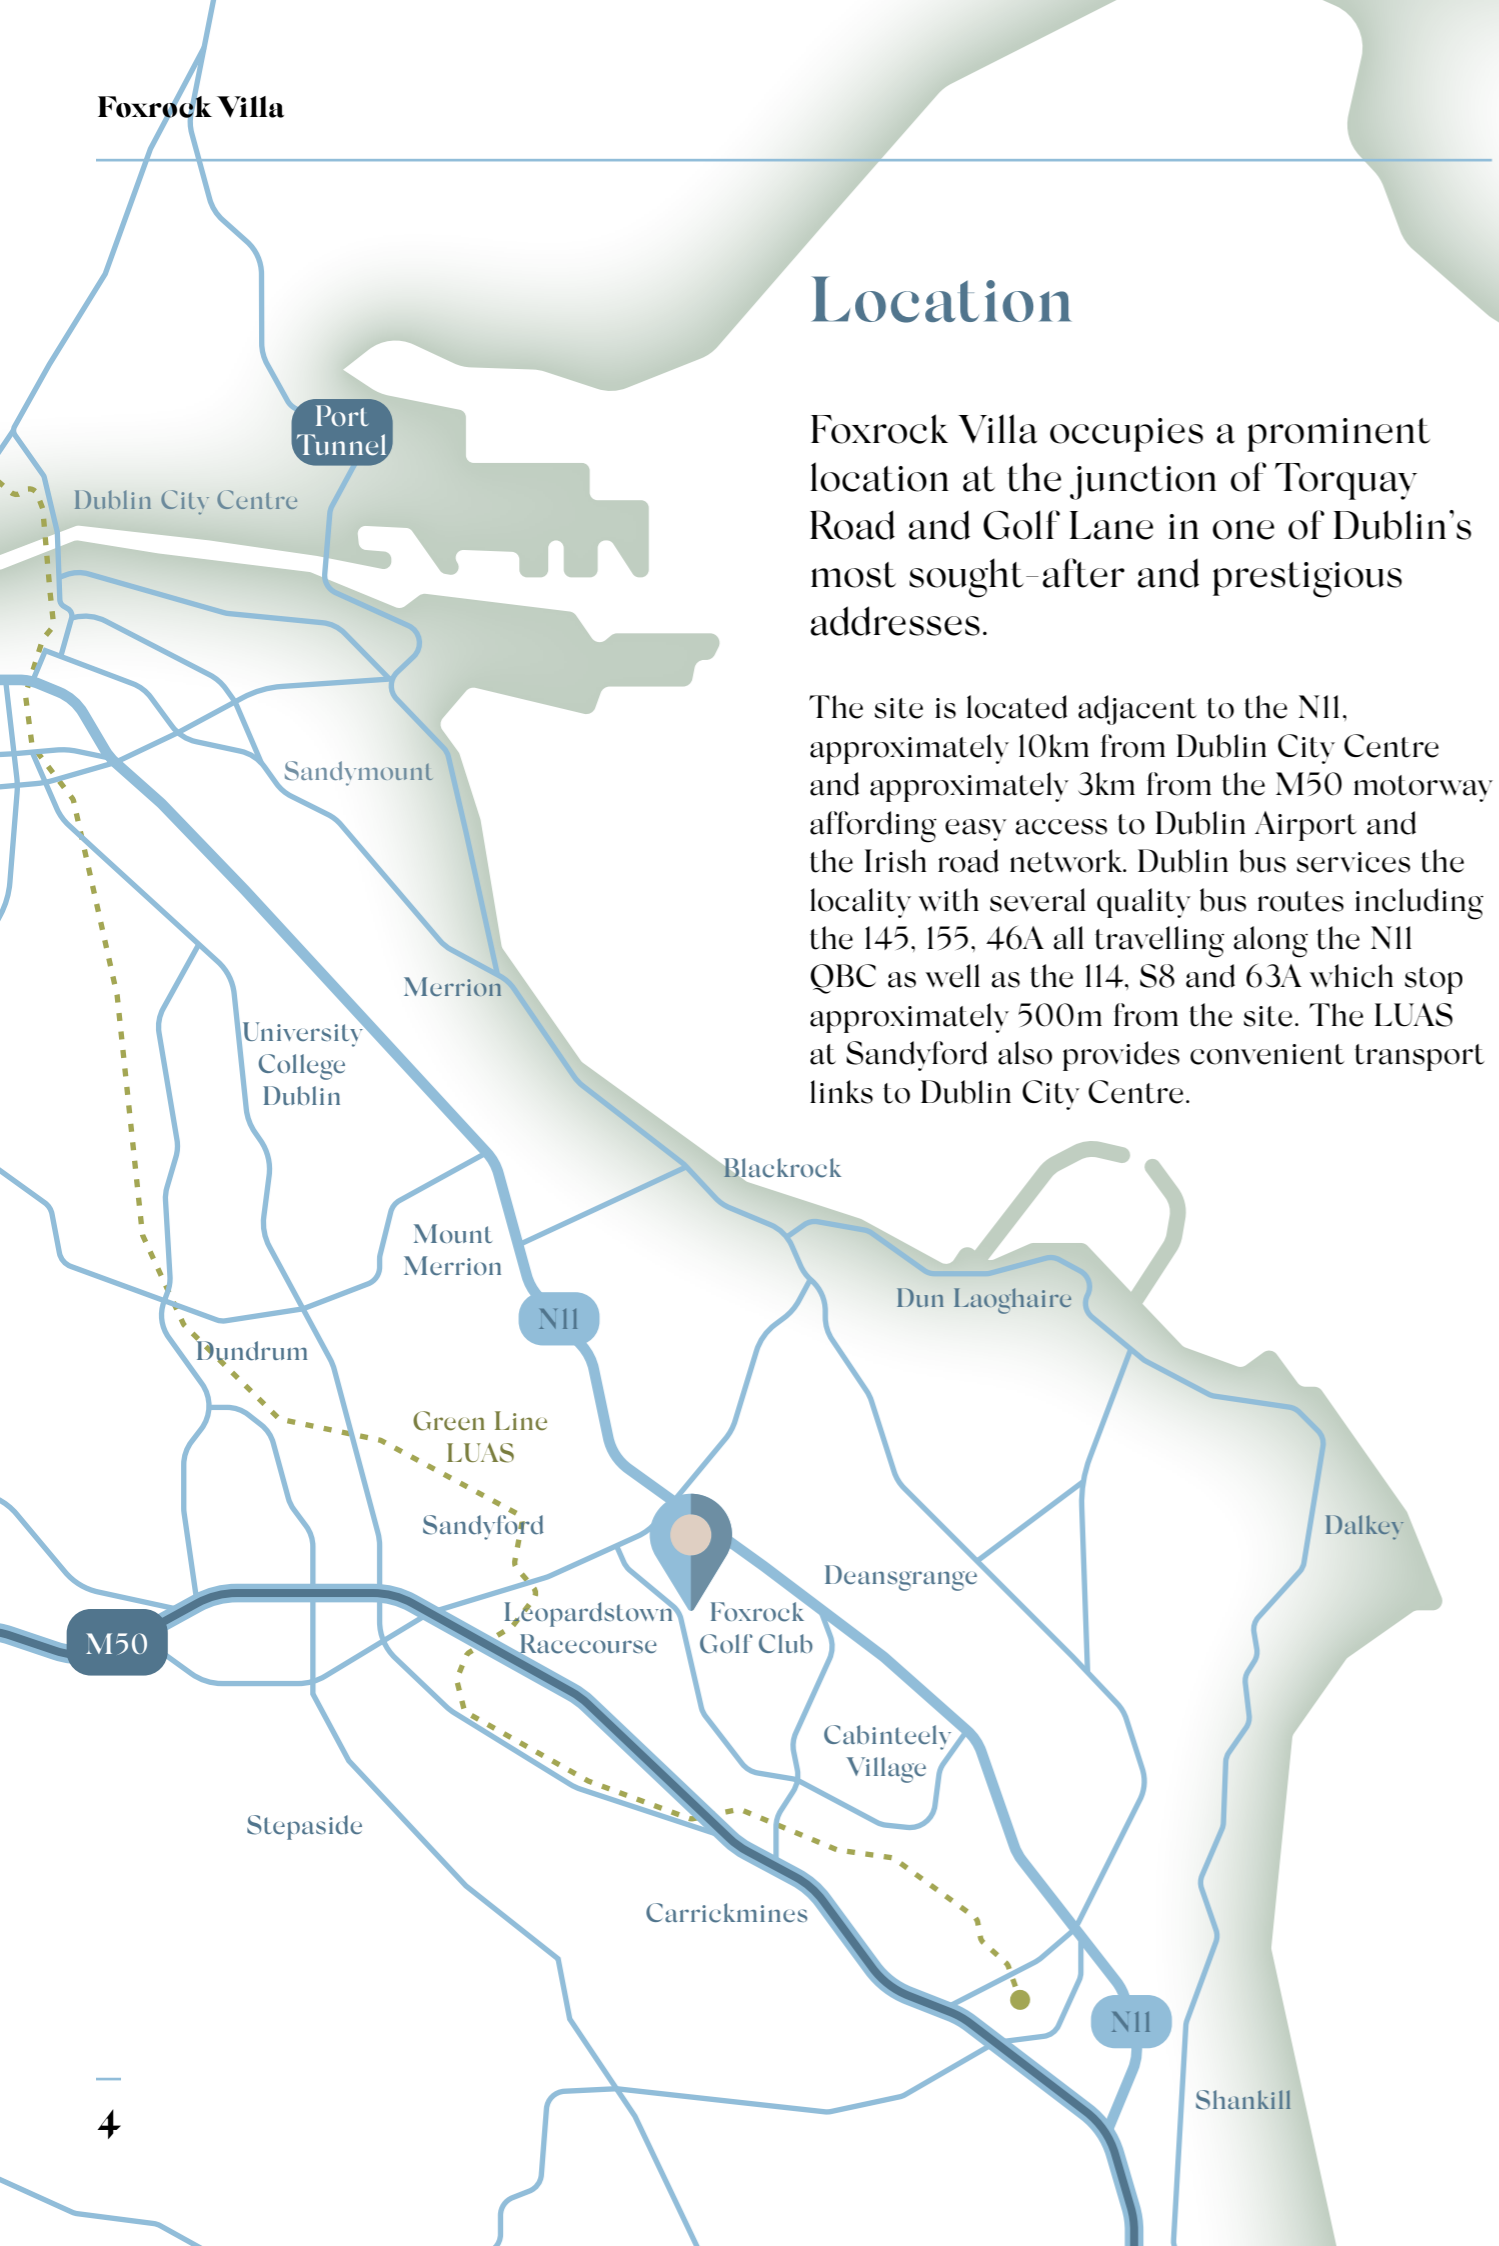 Foxrock Villa
Location
Foxrock Villa occupies a prominent
location at the junction of Torquay
Road and Golf Lane in one of Dublin's
most sought-after and prestigious
addresses.
The site is located adjacent to the N11,
approximately 10km from Dublin City Centre
and approximately 3km from the M50 motorway
affording easy access to Dublin Airport and
the Irish road network. Dublin bus services the
locality with several quality bus routes including
the 145, 155, 46A all travelling along the N11
QBC as well as the 114, S8 and 63A which stop
approximately 500m from the site. The LUAS
at Sandyford also provides convenient transport
links to Dublin City Centre.
Port
Tunnel
Dublin City Centre
Sandymount
Merrion
University
College
Dublin
Blackrock
Mount
Merrion
Dun Laoghaire
N11
Dundrum
Green Line
LUAS
Sandyford
Dalkey
Deansgrange
Leopardstown
Racecourse
Foxrock
Golf Club
M50
Cabinteely
Village
Stepaside
Carrickmines
N11
Shankill
4